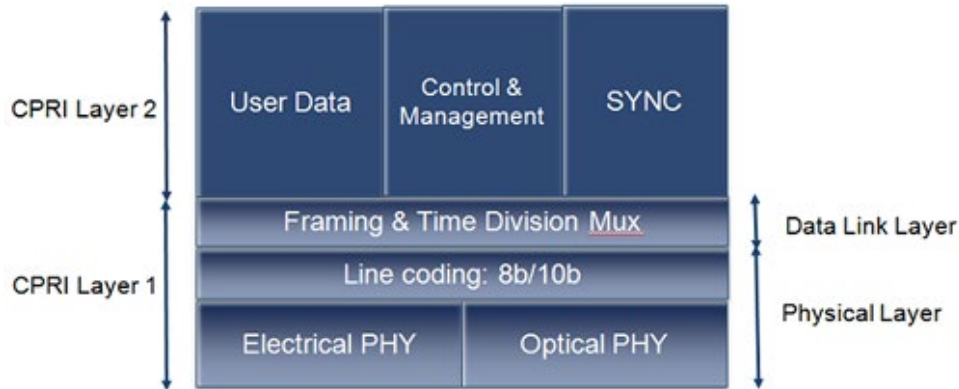 CPRI Layer 2
User Data
Control &
Management
SYNC
Framing & Time Division Mux
Data Link Layer
CPRI Layer 1
Line coding: 8b/10b
Physical Layer
Electrical PHY
Optical PHY